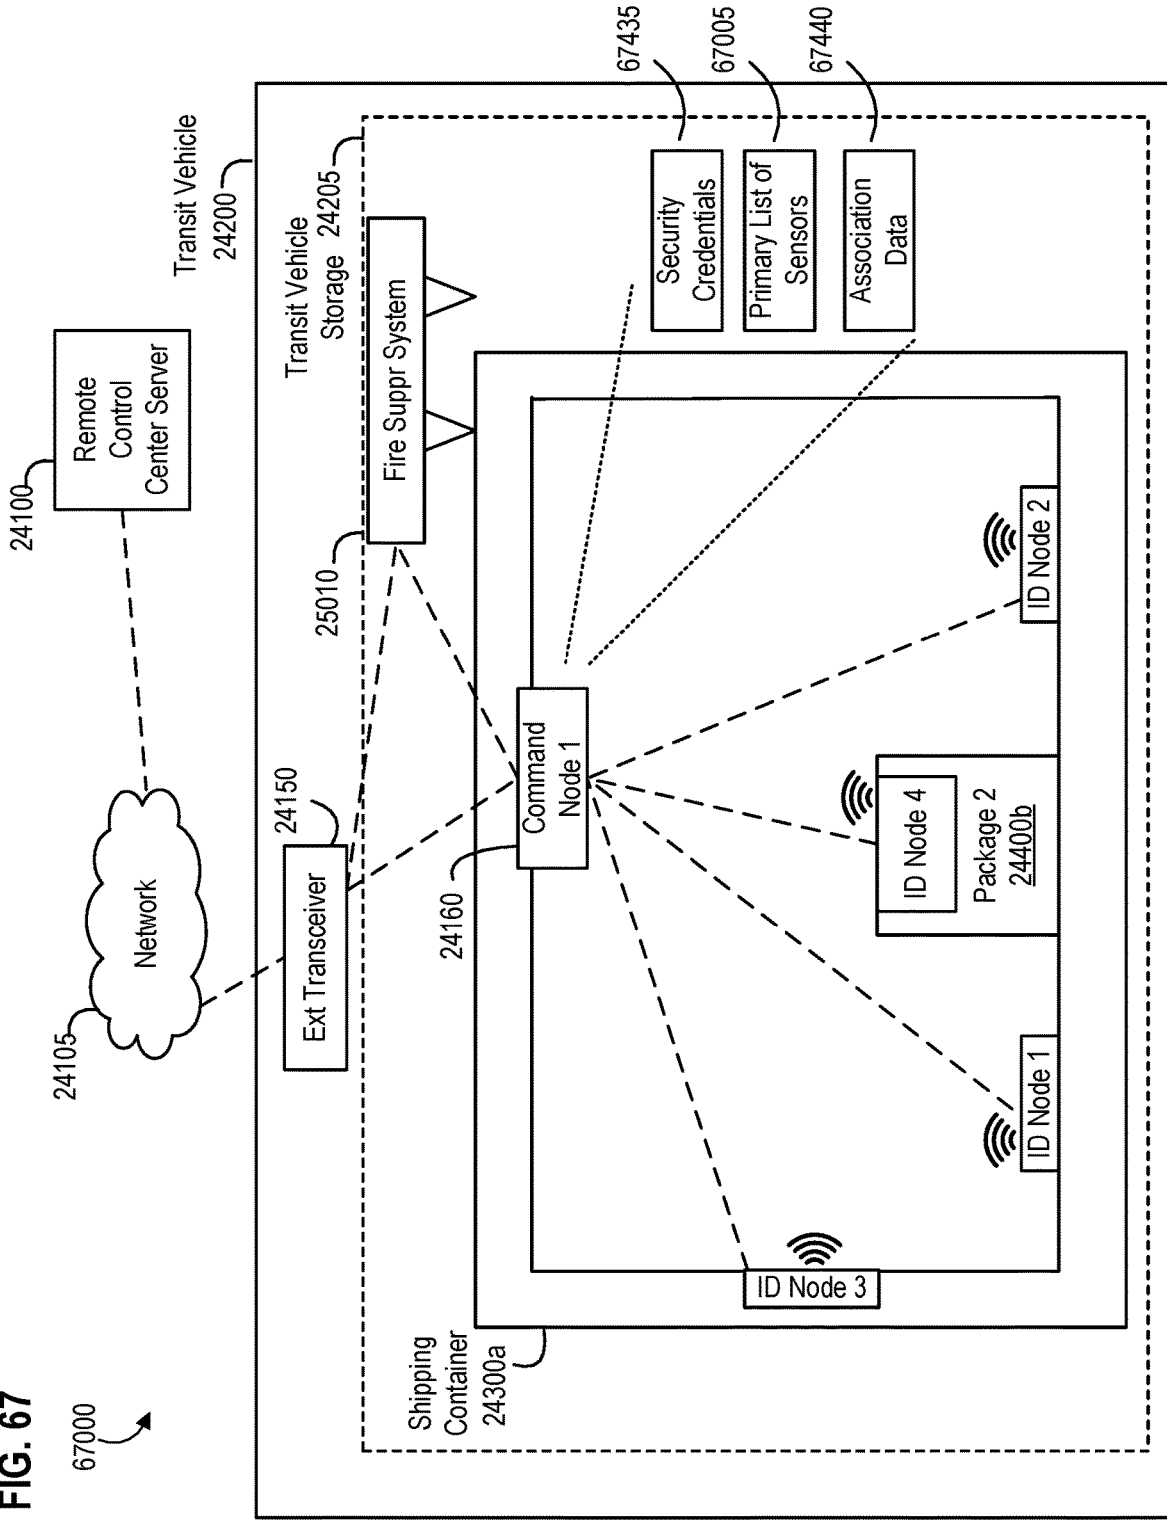 FIG. 67
67000
24105
Network
24100
Remote
Control
Center Server
Transit Vehicle
24200
Ext Transceiver
24150
25010
Transit Vehicle
Storage 24205
Fire Suppr System
Shipping
Container
24300a
24160
Command
Node 1
67435
Security
Credentials
67005
Primary List of
Sensors
67440
Association
Data
ID Node 3
ID Node 1
ID Node 4
Package 2
24400b
ID Node 2